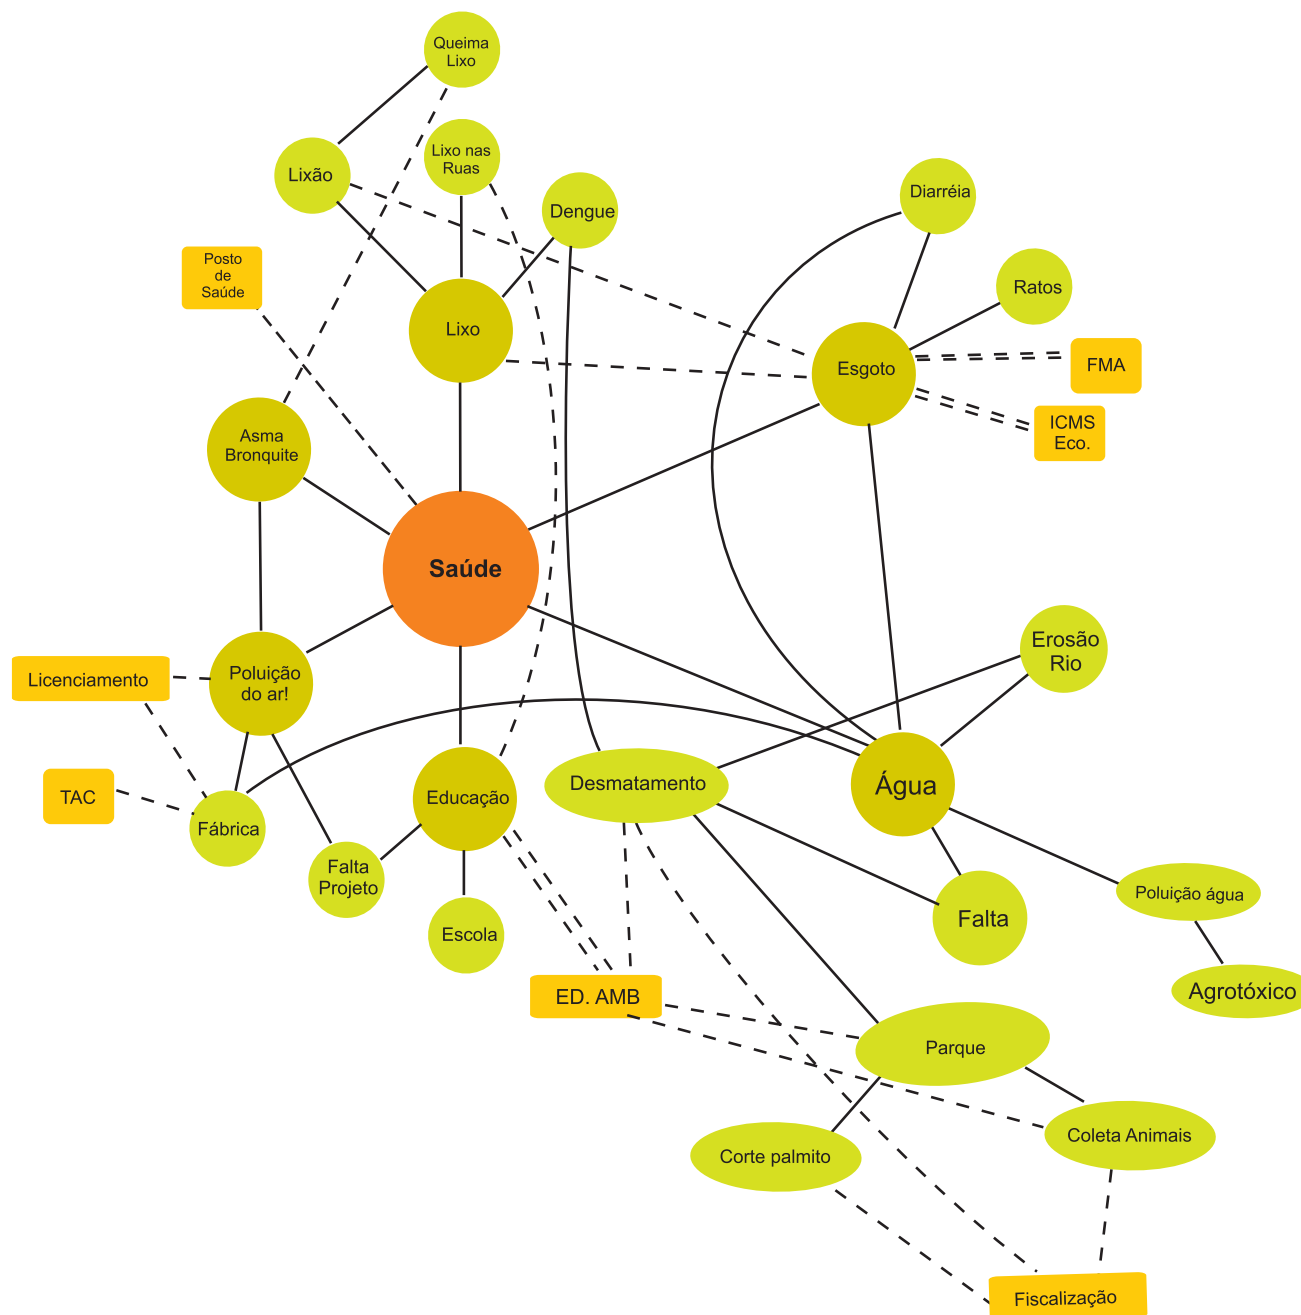 Queima
Lixo
Lixo nas
Ruas
Lixão
Dengue
Diarréia
Posto
de
Saúde
Ratos
Lixo
Esgoto
FMA
ICMS
Eco.
Asma
Bronquite
Saúde
Erosão
Rio
Licenciamento
Poluição
do ar!
Desmatamento
Água
TAC
Educação
Fábrica
Falta
Projeto
Escola
Falta
Poluição água
ED. AMB
Agrotóxico
Parque
Coleta Animais
Corte palmito
Fiscalização